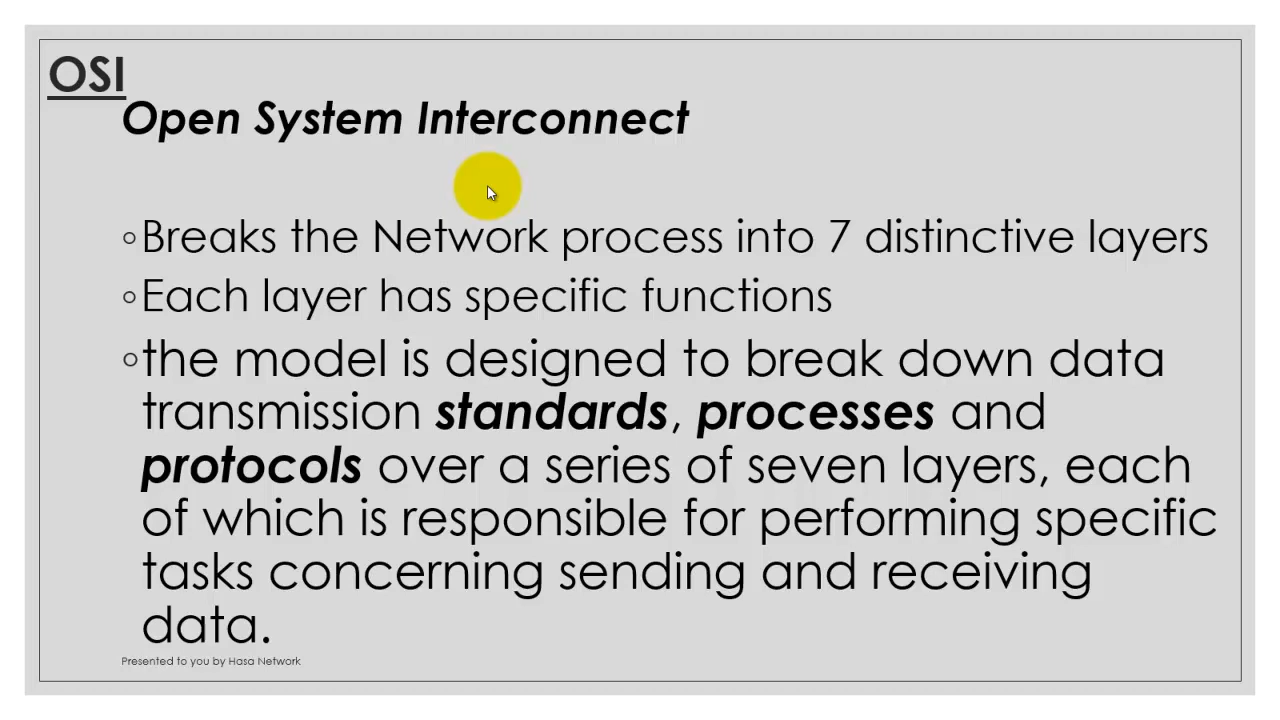 OSI
Open System Interconnect
◦Breaks the Network process into 7 distinctive layers
◦Each layer has specific functions
◦the model is designed to break down data
transmission standards, processes and
protocols over a series of seven layers, each
of which is responsible for performing specific
tasks concerning sending and receiving
data.
Presented to you by Hasa Network